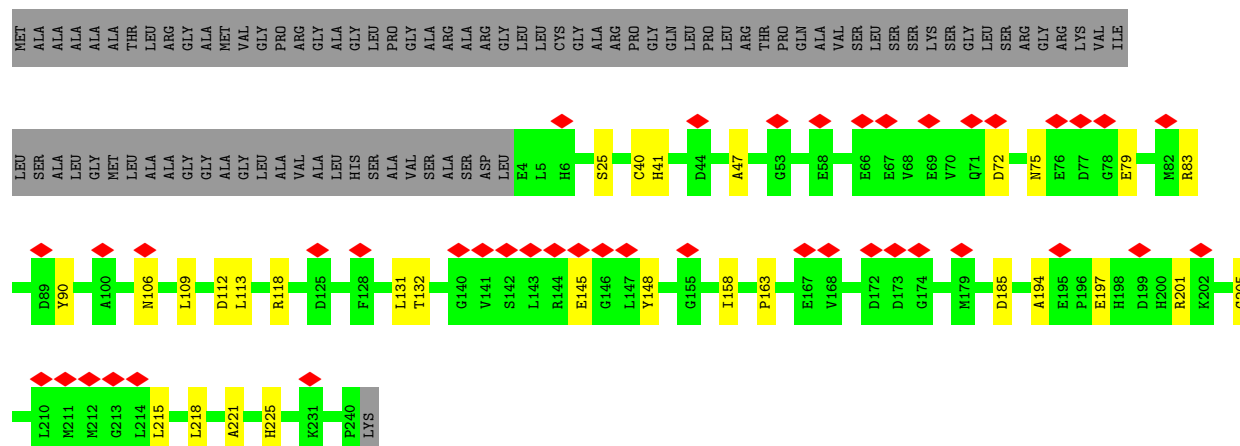 MET ALA ALA ALA ALA ALA THR LEU ARG GLY ALA MET VAL GLY PRO ARG GLY ALA GLY LEU PRO GLY ALA ARG ALA ARG GLY LEU LEU CYS GLY ALA ARG PRO GLY GLN LEU PRO LEU ARG THR PRO GLN ALA VAL SER LEU SER SER LYS SER GLY LEU SER ARG GLY ARG LYS VAL ILE
LEU SER ALA LEU GLY MET LEU ALA ALA GLY GLY ALA GLY LEU ALA VAL ALA LEU HIS SER ALA VAL SER ALA SER ASP LEU E4 L5 H6 S25 C40 H41 D44 A47 G53 E58 E66 E67 V68 E69 V70 Q71 D72 N75 E76 D77 G78 E79 M82 R83
D89 Y90 A100 N106 L109 D112 L113 R118 D125 F128 L131 T132 G140 V141 S142 L143 R144 E145 G146 L147 Y148 G155 I158 P163 E167 V168 D172 D173 G174 M179 D185 A194 E195 P196 E197 H198 D199 H200 R201 K202
L210 M211 M212 G213 L214 L215 L218 A221 H225 K231 P240 LYS